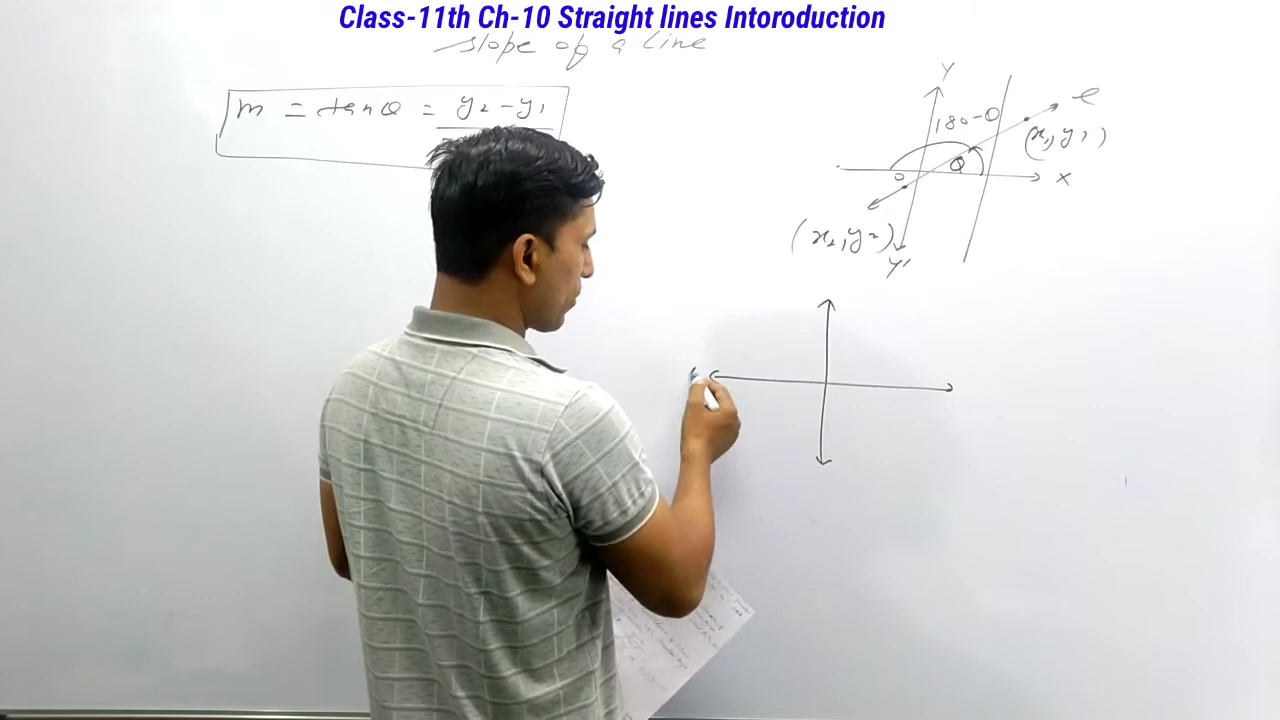 Class-11th Ch-10 Straight lines Intoroduction
slope of a line
m = tanθ = y₂ - y₁
Y
l
180-θ
(x₁, y₁)
θ
o
X
(x₂, y₂)
Y'